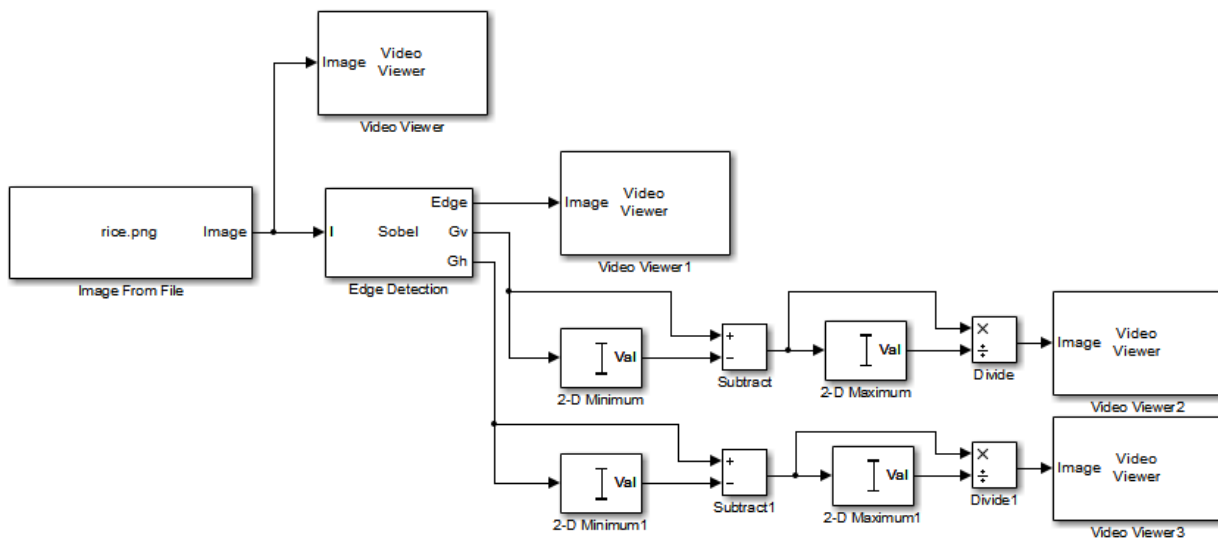 Image
Video
Viewer
Video Viewer
rice.png
Image
Image From File
I
Sobel
Edge
Gv
Gh
Edge Detection
Image
Video
Viewer
Video Viewer1
Val
2-D Minimum
+
−
Subtract
Val
2-D Maximum
×
÷
Divide
Image
Video
Viewer
Video Viewer2
Val
2-D Minimum1
+
−
Subtract1
Val
2-D Maximum1
×
÷
Divide1
Image
Video
Viewer
Video Viewer3